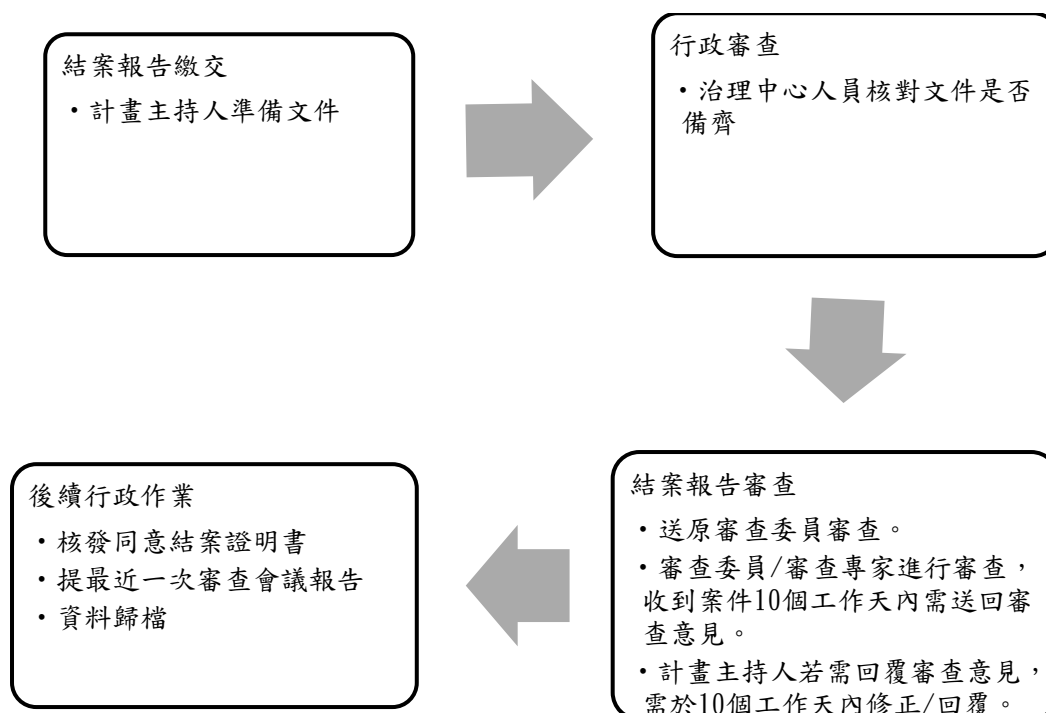 結案報告繳交
・計畫主持人準備文件
行政審查
・治理中心人員核對文件是否
備齊
結案報告審查
・送原審查委員審查。
・審查委員/審查專家進行審查，
收到案件10個工作天內需送回審
查意見。
・計畫主持人若需回覆審查意見，
需於10個工作天內修正/回覆。
後續行政作業
・核發同意結案證明書
・提最近一次審查會議報告
・資料歸檔